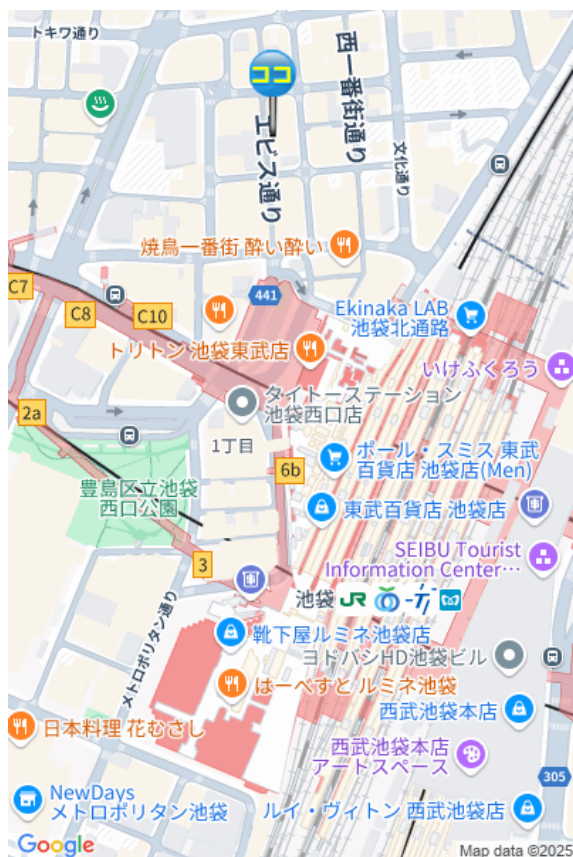 トキワ通り
ココ
西一番街通り
エビス通り
文化通り
焼鳥一番街 酔い酔い
C7
C8
C10
441
Ekinaka LAB
池袋北通路
トリトン 池袋東武店
いけふくろう
タイトーステーション
池袋西口店
2a
1丁目
6b
ポール・スミス 東武
百貨店 池袋店(Men)
豊島区立池袋
西口公園
東武百貨店 池袋店
3
SEIBU Tourist
Information Center…
池袋
JR
メトロポリタン通り
靴下屋ルミネ池袋店
ヨドバシHD池袋ビル
はーべすと ルミネ池袋
西武池袋本店
日本料理 花むさし
西武池袋本店
アートスペース
305
NewDays
メトロポリタン池袋
ルイ・ヴィトン 西武池袋店
Google
Map data ©2025